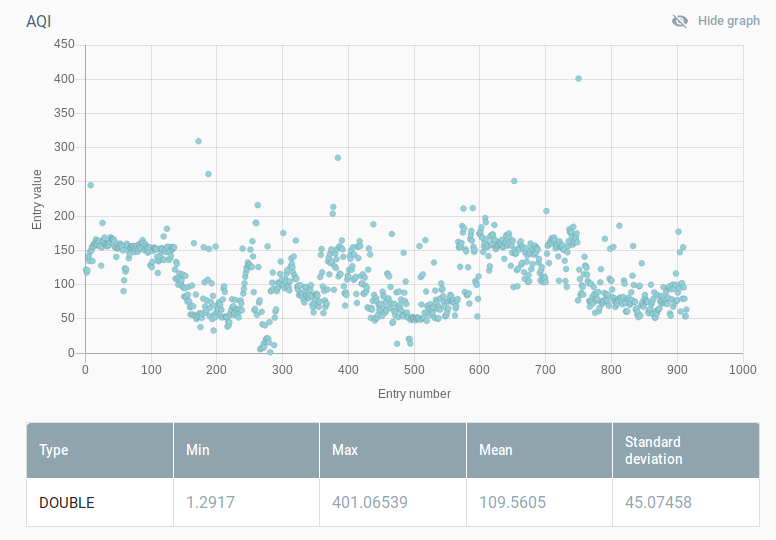 AQI
Hide graph
450
400
350
300
250
200
150
100
50
0
Entry value
0 100 200 300 400 500 600 700 800 900 1000
Entry number
Type Min Max Mean Standard deviation
DOUBLE 1.2917 401.06539 109.5605 45.07458